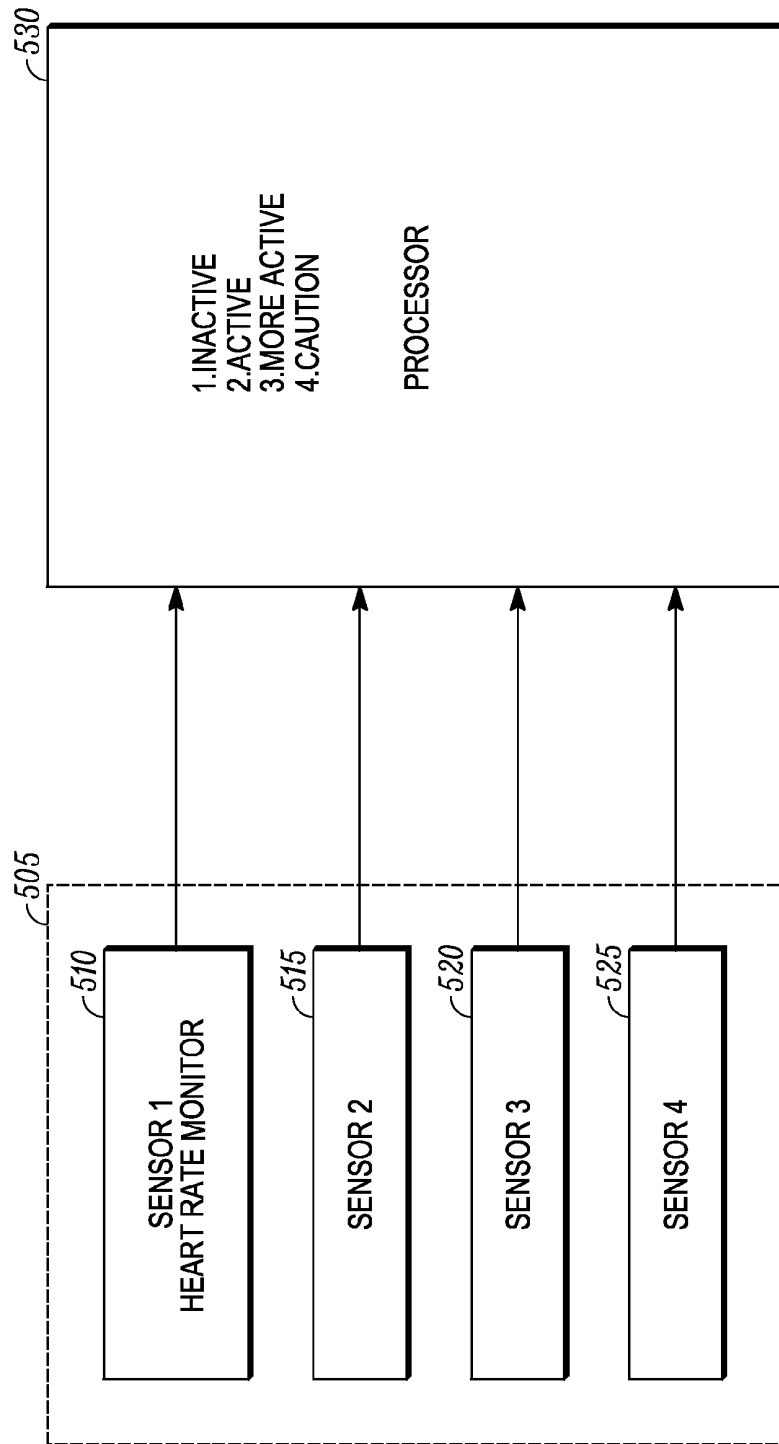 505
510
SENSOR 1
HEART RATE MONITOR
515
SENSOR 2
520
SENSOR 3
525
SENSOR 4
530
1.INACTIVE
2.ACTIVE
3.MORE ACTIVE
4.CAUTION
PROCESSOR